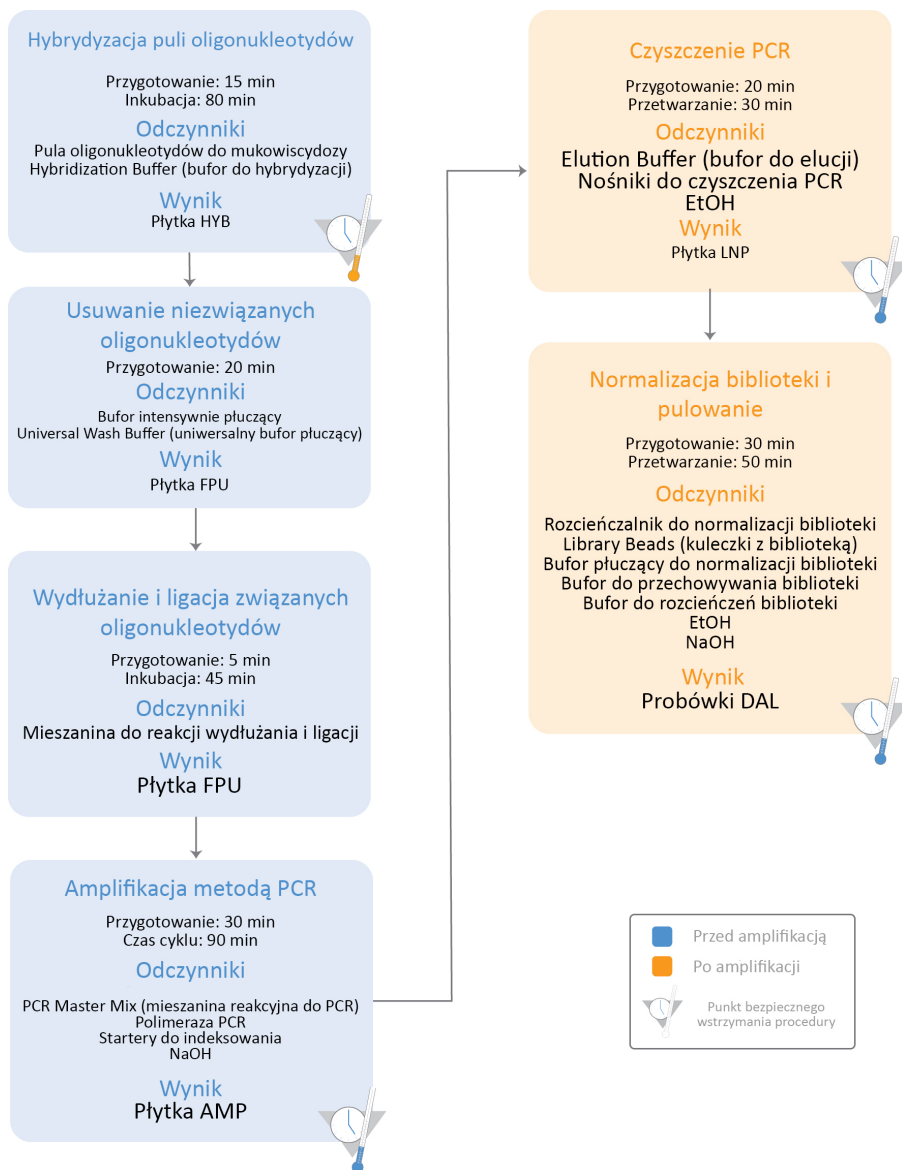 Hybrydyzacja puli oligonukleotydów
Przygotowanie: 15 min
Inkubacja: 80 min
Odczynniki
Pula oligonukleotydów do mukowiscydozy
Hybridization Buffer (bufor do hybrydyzacji)
Wynik
Płytka HYB
Usuwanie niezwiązanych
oligonukleotydów
Przygotowanie: 20 min
Odczynniki
Bufor intensywnie płuczący
Universal Wash Buffer (uniwersalny bufor płuczący)
Wynik
Płytka FPU
Wydłużanie i ligacja związanych
oligonukleotydów
Przygotowanie: 5 min
Inkubacja: 45 min
Odczynniki
Mieszanina do reakcji wydłużania i ligacji
Wynik
Płytka FPU
Amplifikacja metodą PCR
Przygotowanie: 30 min
Czas cyklu: 90 min
Odczynniki
PCR Master Mix (mieszanina reakcyjna do PCR)
Polimeraza PCR
Startery do indeksowania
NaOH
Wynik
Płytka AMP
Czyszczenie PCR
Przygotowanie: 20 min
Przetwarzanie: 30 min
Odczynniki
Elution Buffer (bufor do elucji)
Nośniki do czyszczenia PCR
EtOH
Wynik
Płytka LNP
Normalizacja biblioteki i
pulowanie
Przygotowanie: 30 min
Przetwarzanie: 50 min
Odczynniki
Rozcieńczalnik do normalizacji biblioteki
Library Beads (kuleczki z biblioteką)
Bufor płuczący do normalizacji biblioteki
Bufor do przechowywania biblioteki
Bufor do rozcieńczeń biblioteki
EtOH
NaOH
Wynik
Probówki DAL
Przed amplifikacją
Po amplifikacji
Punkt bezpiecznego
wstrzymania procedury